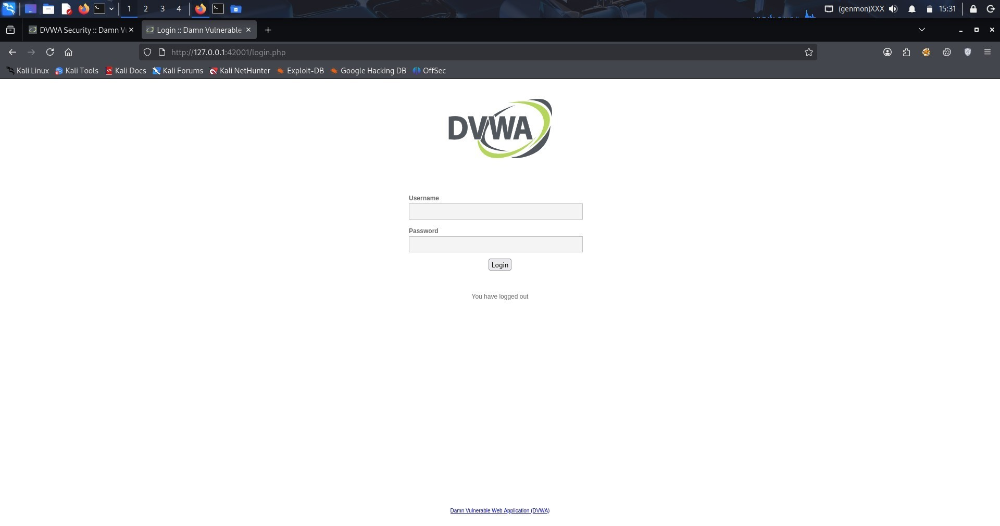 1 2 3 4 (genmon)XXX 15:31
DVWA Security :: Damn Vu Login :: Damn Vulnerable
http://127.0.0.1:42001/login.php
Kali Linux Kali Tools Kali Docs Kali Forums Kali NetHunter Exploit-DB Google Hacking DB OffSec
DVWA
Username
Password
Login
You have logged out
Damn Vulnerable Web Application (DVWA)